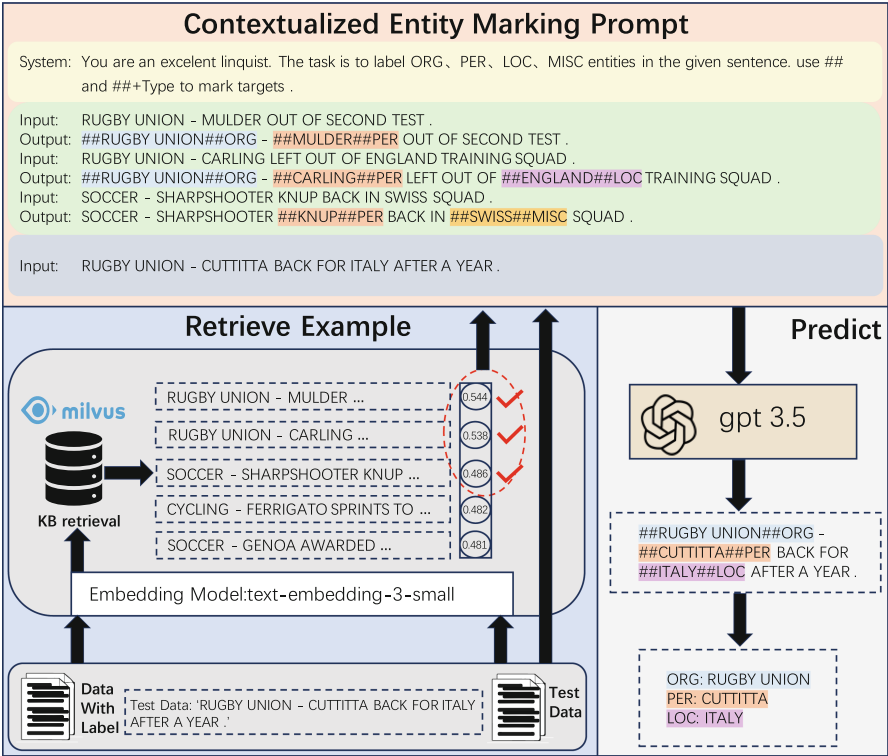 Contextualized Entity Marking Prompt
System: You are an excelent linquist. The task is to label ORG、PER、LOC、MISC entities in the given sentence. use ##
and ##+Type to mark targets .
Input: RUGBY UNION - MULDER OUT OF SECOND TEST .
Output: ##RUGBY UNION##ORG - ##MULDER##PER OUT OF SECOND TEST .
Input: RUGBY UNION - CARLING LEFT OUT OF ENGLAND TRAINING SQUAD .
Output: ##RUGBY UNION##ORG - ##CARLING##PER LEFT OUT OF ##ENGLAND##LOC TRAINING SQUAD .
Input: SOCCER - SHARPSHOOTER KNUP BACK IN SWISS SQUAD .
Output: SOCCER - SHARPSHOOTER ##KNUP##PER BACK IN ##SWISS##MISC SQUAD .
Input: RUGBY UNION - CUTTITTA BACK FOR ITALY AFTER A YEAR .
Retrieve Example
milvus
KB retrieval
RUGBY UNION - MULDER ... 0.544
RUGBY UNION - CARLING ... 0.538
SOCCER - SHARPSHOOTER KNUP ... 0.486
CYCLING - FERRIGATO SPRINTS TO ... 0.482
SOCCER - GENOA AWARDED ... 0.481
Embedding Model:text-embedding-3-small
Data
With
Label
Test Data: 'RUGBY UNION - CUTTITTA BACK FOR ITALY
AFTER A YEAR .'
Test
Data
Predict
gpt 3.5
##RUGBY UNION##ORG -
##CUTTITTA##PER BACK FOR
##ITALY##LOC AFTER A YEAR .
ORG: RUGBY UNION
PER: CUTTITTA
LOC: ITALY